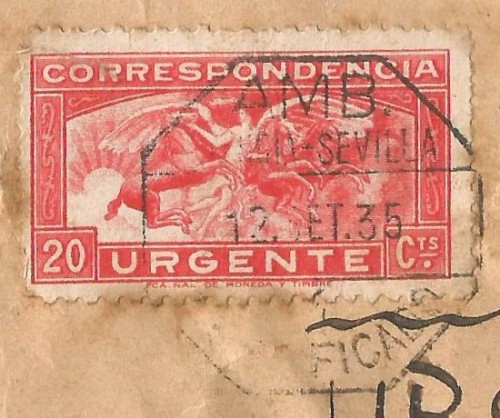 CORRESPONDENCIA
AMB.
-SEVILLA
12. ET.35
20 CTS
URGENTE
FCA. NAL. DE MONEDA Y TIMBRE
FICA